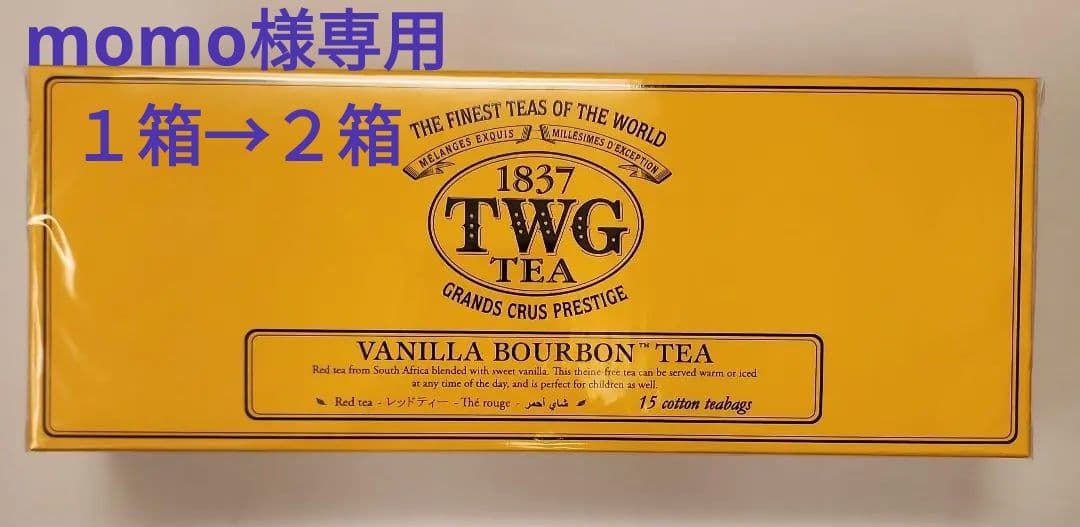 momo様専用
１箱→２箱
THE FINEST TEAS OF THE WORLD
MÉLANGES EXQUIS MILLÉSIMES D'EXCEPTION
1837
TWG
TEA
GRANDS CRUS PRESTIGE
VANILLA BOURBON™ TEA
Red tea from South Africa blended with sweet vanilla. This theine free tea can be served warm or iced
at any time of the day, and is perfect for children as well.
Red tea - レッドティー - Thé rouge - شاي أحمر 15 cotton teabags